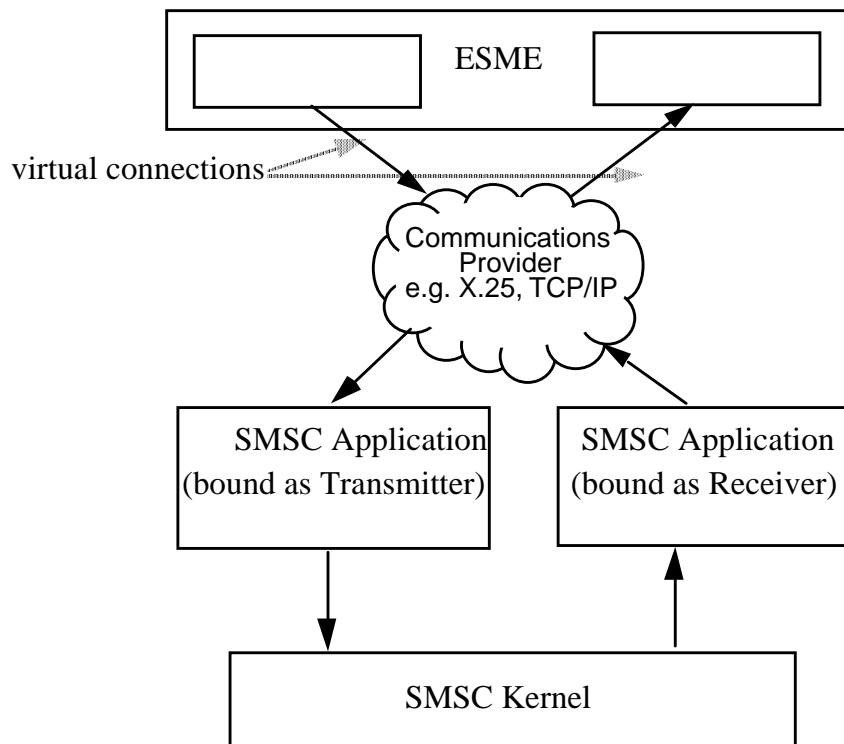 ESME
virtual connections
Communications
Provider
e.g. X.25, TCP/IP
SMSC Application
(bound as Transmitter)
SMSC Application
(bound as Receiver)
SMSC Kernel